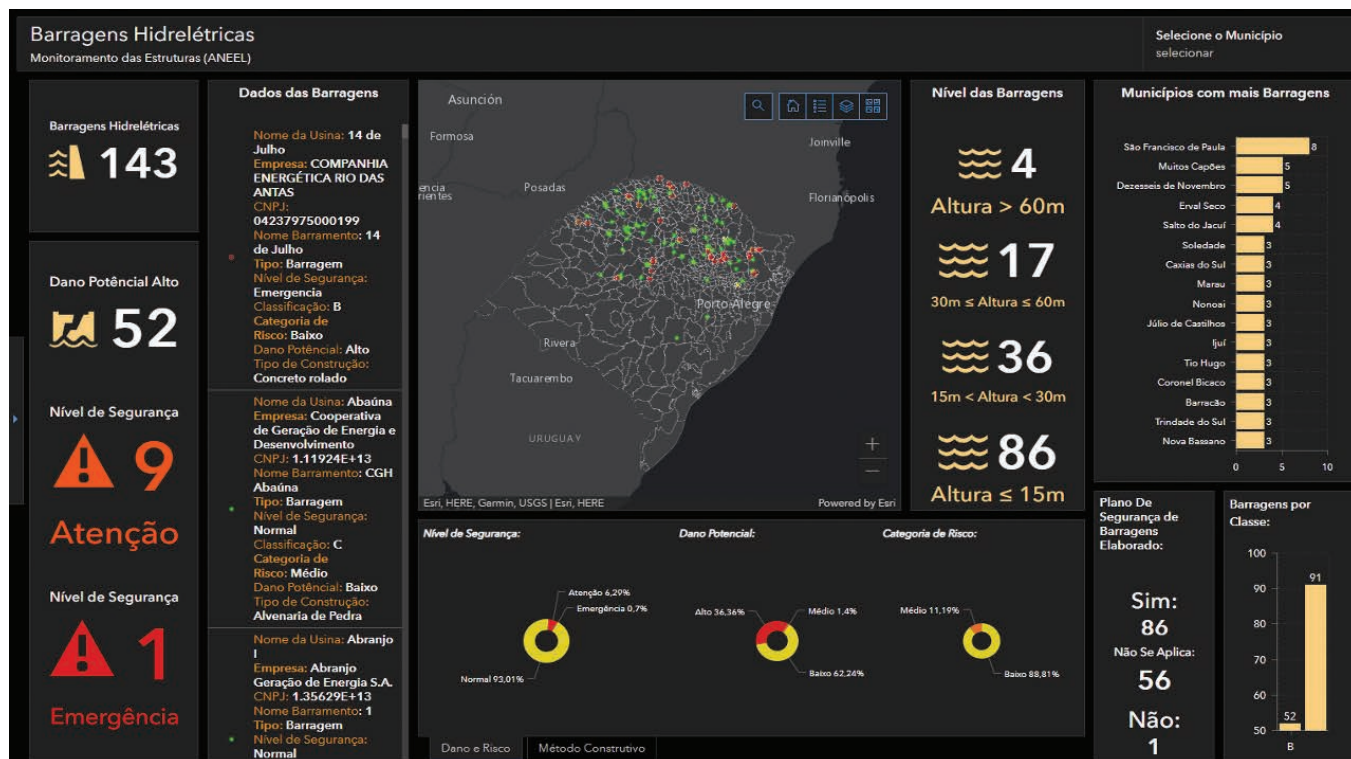 Barragens Hidrelétricas
Monitoramento das Estruturas (ANEEL)
Selecione o Município
selecionar
Barragens Hidrelétricas
143
Dano Potêncial Alto
52
Nível de Segurança
9
Atenção
Nível de Segurança
1
Emergência
Dados das Barragens
Nome da Usina: 14 de
Julho
Empresa: COMPANHIA
ENERGÉTICA RIO DAS
ANTAS
CNPJ:
04237975000199
Nome Barramento: 14
de Julho
Tipo: Barragem
Nível de Segurança:
Emergencia
Classificação: B
Categoria de
Risco: Baixo
Dano Potêncial: Alto
Tipo de Construção:
Concreto rolado
Nome da Usina: Abaúna
Empresa: Cooperativa
de Geração de Energia e
Desenvolvimento
CNPJ: 1.11924E+13
Nome Barramento: CGH
Abaúna
Tipo: Barragem
Nível de Segurança:
Normal
Classificação: C
Categoria de
Risco: Médio
Dano Potêncial: Baixo
Tipo de Construção:
Alvenaria de Pedra
Nome da Usina: Abranjo
I
Empresa: Abranjo
Geração de Energia S.A.
CNPJ: 1.35629E+13
Nome Barramento: 1
Tipo: Barragem
Nível de Segurança:
Normal
Asunción
Formosa
Joinville
encia
rientes
Posadas
Florianópolis
Porto Alegre
Rivera
Tacuarembo
URUGUAY
Esri, HERE, Garmin, USGS | Esri, HERE
Powered by Esri
Nível das Barragens
4
Altura > 60m
17
30m ≤ Altura ≤ 60m
36
15m < Altura < 30m
86
Altura ≤ 15m
Municípios com mais Barragens
São Francisco de Paula 8
Muitos Capões 5
Dezesseis de Novembro 5
Erval Seco 4
Salto do Jacuí 4
Soledade 3
Caxias do Sul 3
Marau 3
Nonoai 3
Júlio de Castilhos 3
Ijuí 3
Tio Hugo 3
Coronel Bicaco 3
Barracão 3
Trindade do Sul 3
Nova Bassano 3
0 5 10
Nível de Segurança:
Atenção 6,29%
Emergência 0,7%
Normal 93,01%
Dano Potencial:
Alto 36,36%
Médio 1,4%
Baixo 62,24%
Categoria de Risco:
Médio 11,19%
Baixo 88,81%
Dano e Risco
Método Construtivo
Plano De
Segurança de
Barragens
Elaborado:
Sim:
86
Não Se Aplica:
56
Não:
1
Barragens por
Classe:
100
91
90
80
70
60
52
50
B